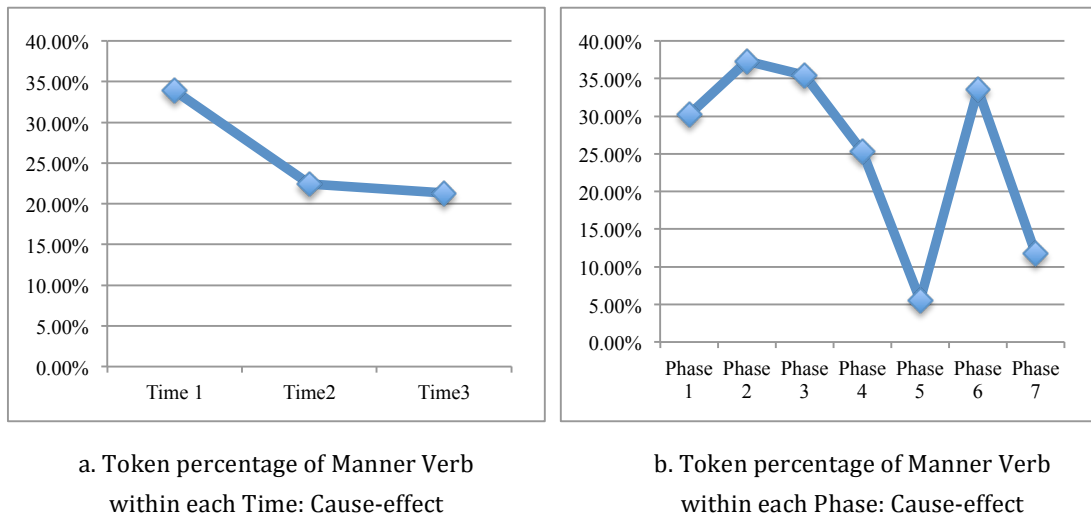 40.00%
35.00%
30.00%
25.00%
20.00%
15.00%
10.00%
5.00%
0.00%
Time 1 Time2 Time3
a. Token percentage of Manner Verb
within each Time: Cause-effect
40.00%
35.00%
30.00%
25.00%
20.00%
15.00%
10.00%
5.00%
0.00%
Phase Phase Phase Phase Phase Phase Phase
1 2 3 4 5 6 7
b. Token percentage of Manner Verb
within each Phase: Cause-effect